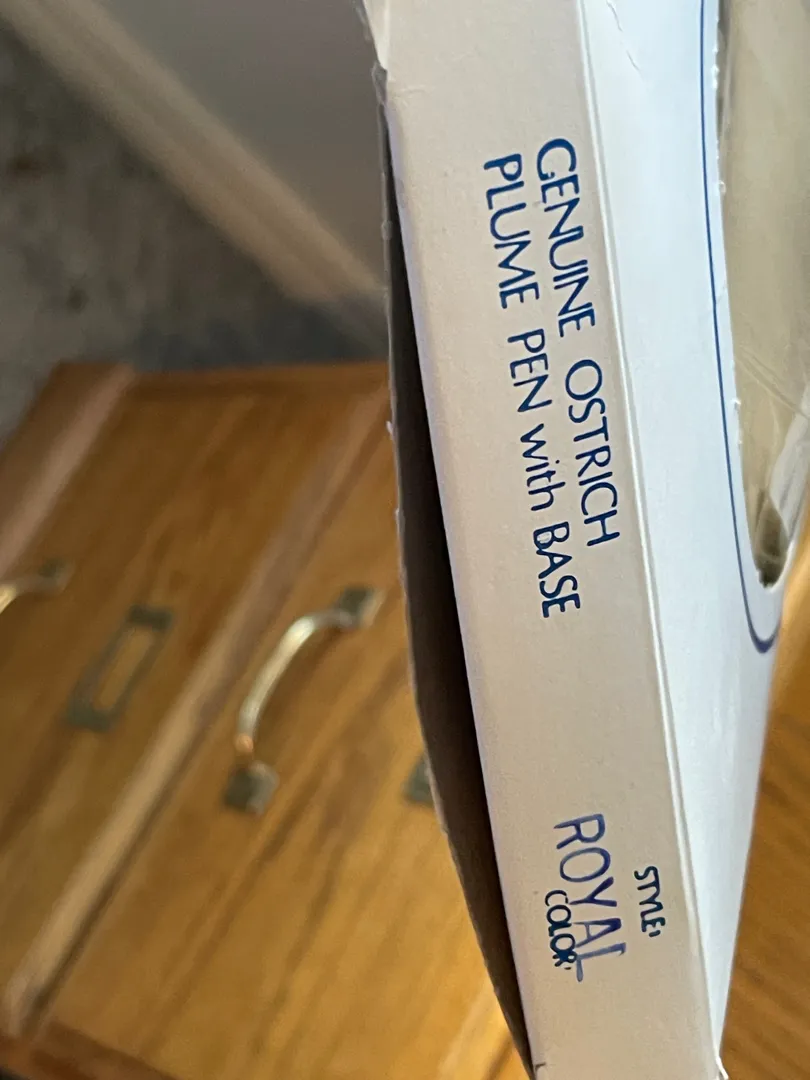 GENUINE OSTRICH
PLUME PEN with BASE
STYLE:
ROYAL
COLOR: